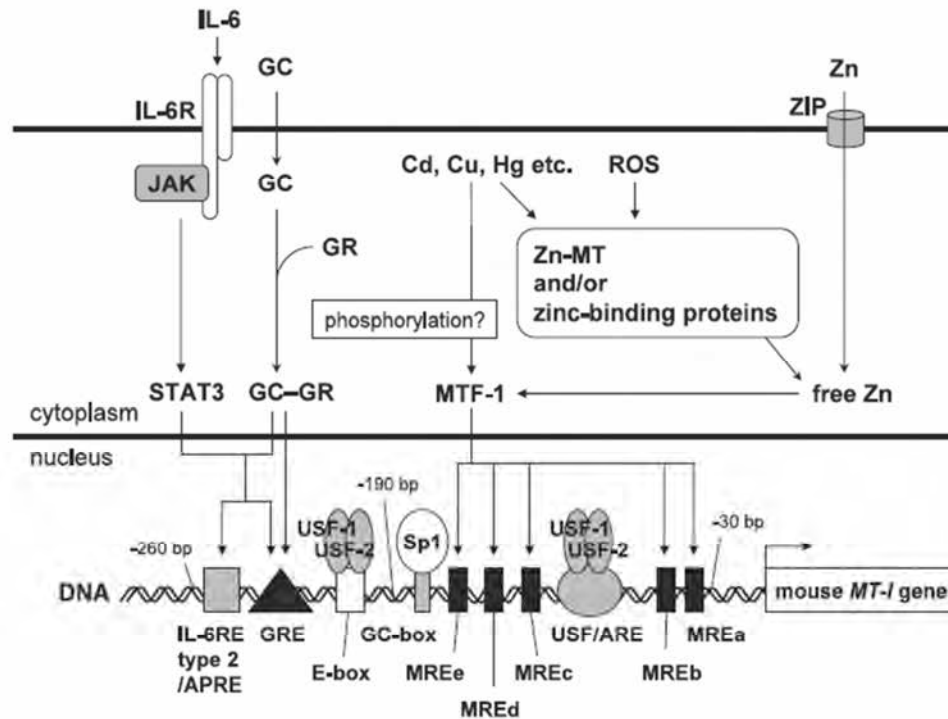 IL-6
GC
Zn
IL-6R
ZIP
JAK
GC
Cd, Cu, Hg etc.
ROS
GR
Zn-MT
and/or
zinc-binding proteins
phosphorylation?
STAT3
GC–GR
MTF-1
free Zn
cytoplasm
nucleus
~190 bp
~30 bp
~260 bp
USF-1
USF-2
Sp1
USF-1
USF-2
DNA
mouse MT-I gene
IL-6RE
type 2
/APRE
GRE
E-box
GC-box
MREe
MREd
MREc
USF/ARE
MREb
MREa